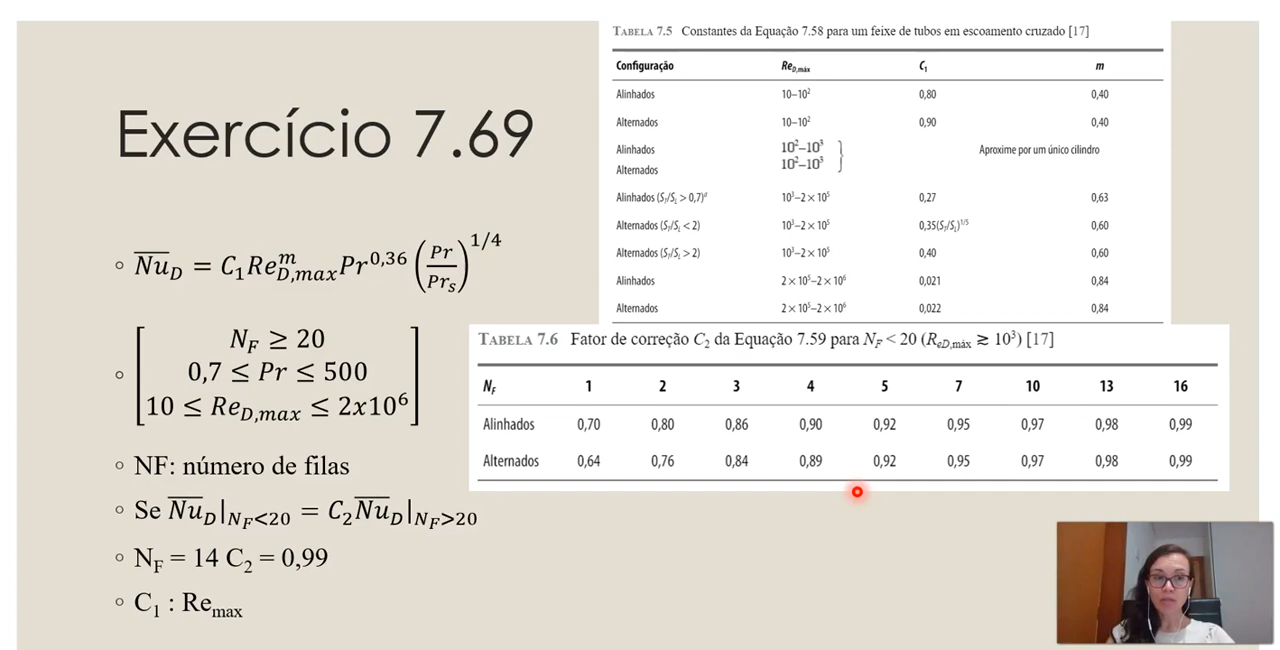 Exercício 7.69
◦ N̅u̅_D = C₁Re^m_{D,max}Pr^{0,36} (Pr/Pr_s)^{1/4}
◦ [N_F ≥ 20
0,7 ≤ Pr ≤ 500
10 ≤ Re_{D,max} ≤ 2x10⁶]
◦ NF: número de filas
◦ Se N̅u̅_D|_{N_F<20} = C₂N̅u̅_D|_{N_F>20}
◦ N_F = 14 C₂ = 0,99
◦ C₁ : Re_max
TABELA 7.5 Constantes da Equação 7.58 para um feixe de tubos em escoamento cruzado [17]
Configuração Re_{D,máx} C₁ m
Alinhados 10–10² 0,80 0,40
Alternados 10–10² 0,90 0,40
Alinhados 10²–10³ } Aproxime por um único cilindro
Alternados 10²–10³
Alinhados (S_T/S_L > 0,7)^a 10³–2 × 10⁵ 0,27 0,63
Alternados (S_T/S_L < 2) 10³–2 × 10⁵ 0,35(S_T/S_L)^{1/5} 0,60
Alternados (S_T/S_L > 2) 10³–2 × 10⁵ 0,40 0,60
Alinhados 2 × 10⁵–2 × 10⁶ 0,021 0,84
Alternados 2 × 10⁵–2 × 10⁶ 0,022 0,84
TABELA 7.6 Fator de correção C₂ da Equação 7.59 para N_F < 20 (R_{eD,máx} ≳ 10³) [17]
N_F 1 2 3 4 5 7 10 13 16
Alinhados 0,70 0,80 0,86 0,90 0,92 0,95 0,97 0,98 0,99
Alternados 0,64 0,76 0,84 0,89 0,92 0,95 0,97 0,98 0,99